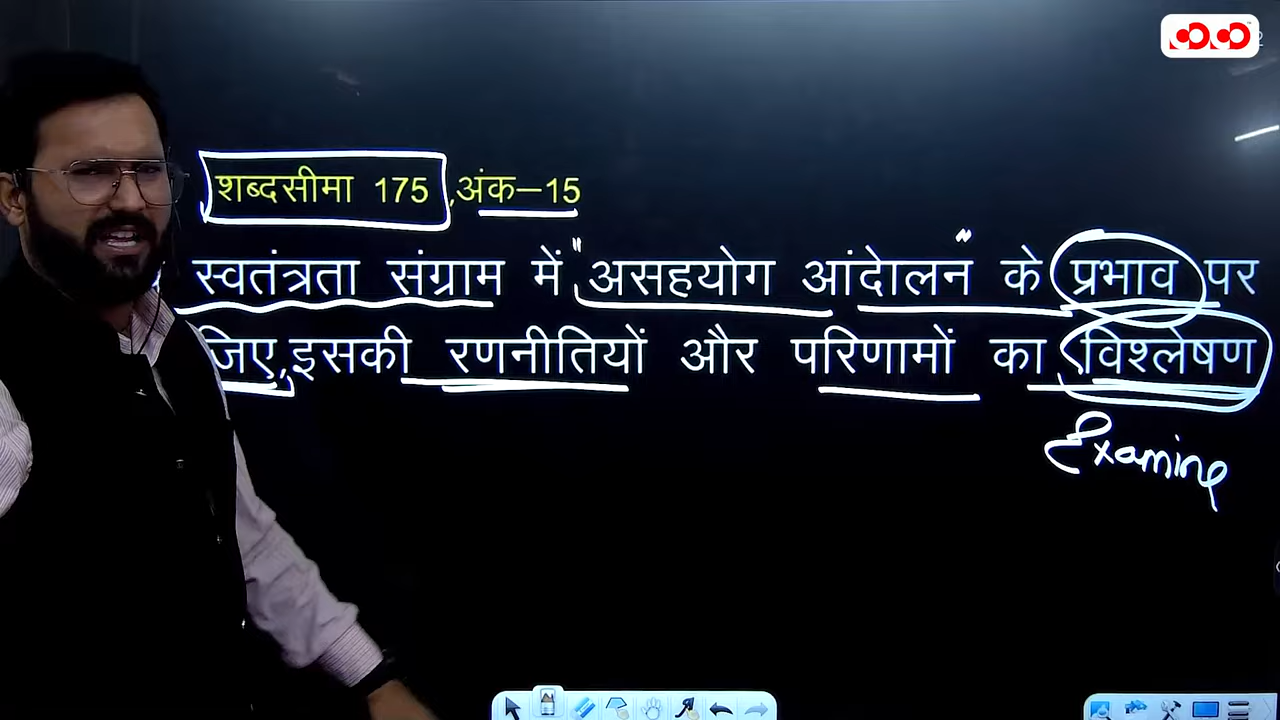 शब्दसीमा 175 ,अंक–15
स्वतंत्रता संग्राम में "असहयोग आंदोलन" के प्रभाव पर
जिए,इसकी रणनीतियों और परिणामों का विश्लेषण
Examine